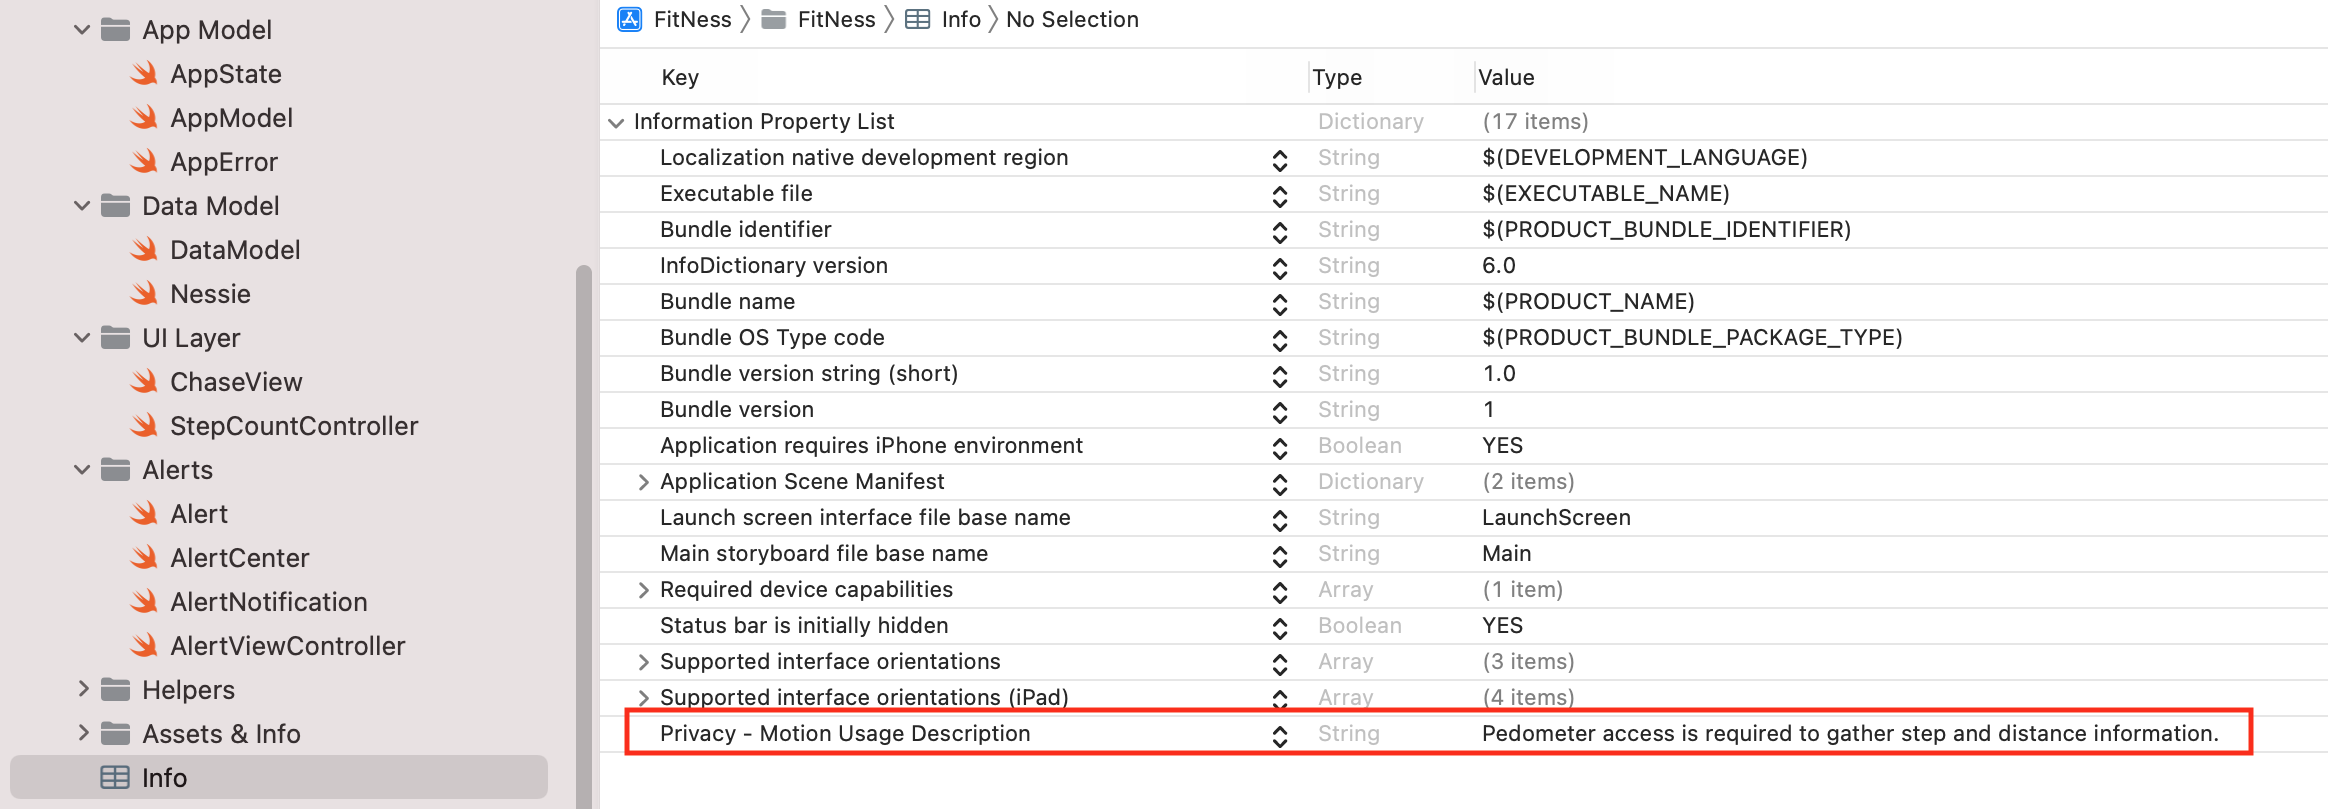 App Model
AppState
AppModel
AppError
Data Model
DataModel
Nessie
UI Layer
ChaseView
StepCountController
Alerts
Alert
AlertCenter
AlertNotification
AlertViewController
Helpers
Assets & Info
Info
FitNess FitNess Info No Selection
Key Type Value
Information Property List Dictionary (17 items)
Localization native development region String $(DEVELOPMENT_LANGUAGE)
Executable file String $(EXECUTABLE_NAME)
Bundle identifier String $(PRODUCT_BUNDLE_IDENTIFIER)
InfoDictionary version String 6.0
Bundle name String $(PRODUCT_NAME)
Bundle OS Type code String $(PRODUCT_BUNDLE_PACKAGE_TYPE)
Bundle version string (short) String 1.0
Bundle version String 1
Application requires iPhone environment Boolean YES
Application Scene Manifest Dictionary (2 items)
Launch screen interface file base name String LaunchScreen
Main storyboard file base name String Main
Required device capabilities Array (1 item)
Status bar is initially hidden Boolean YES
Supported interface orientations Array (3 items)
Supported interface orientations (iPad) Array (4 items)
Privacy - Motion Usage Description String Pedometer access is required to gather step and distance information.